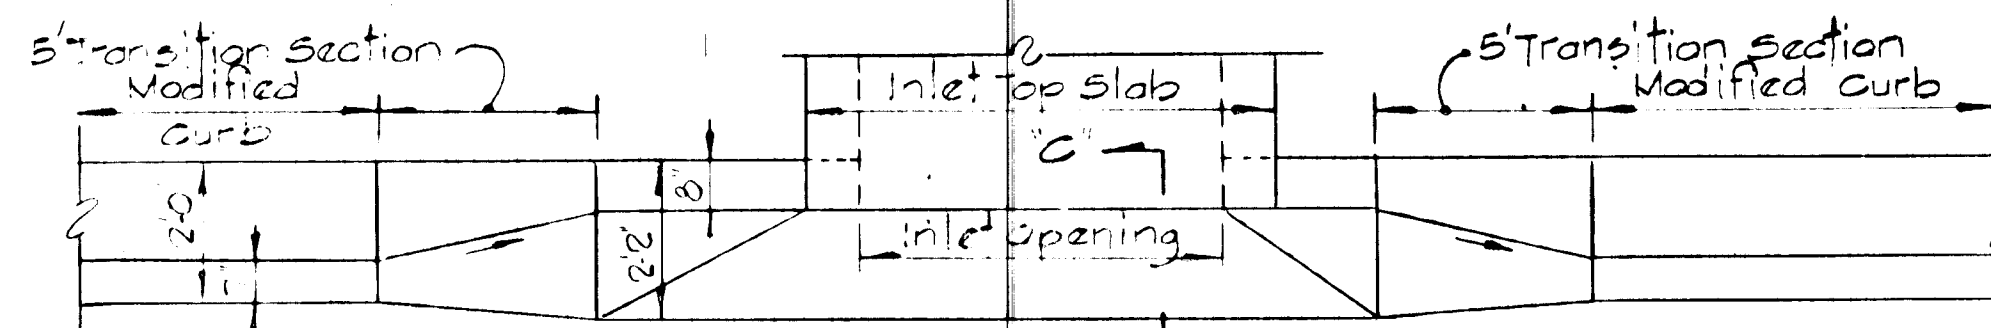 5' Transition Section
5' Transition Section
Modified
Inlet Top Slab
Modified Curb
Curb
"C"
8"
2'-0
2'-2"
Inlet Opening